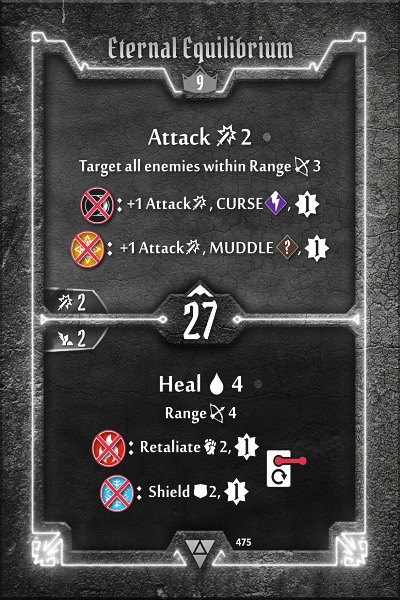 Eternal Equilibrium
9
Attack 2
Target all enemies within Range 3
: +1 Attack, CURSE, 1
: +1 Attack, MUDDLE ?, 1
2
27
2
Heal 4
Range 4
: Retaliate 2, 1
: Shield 2, 1
475